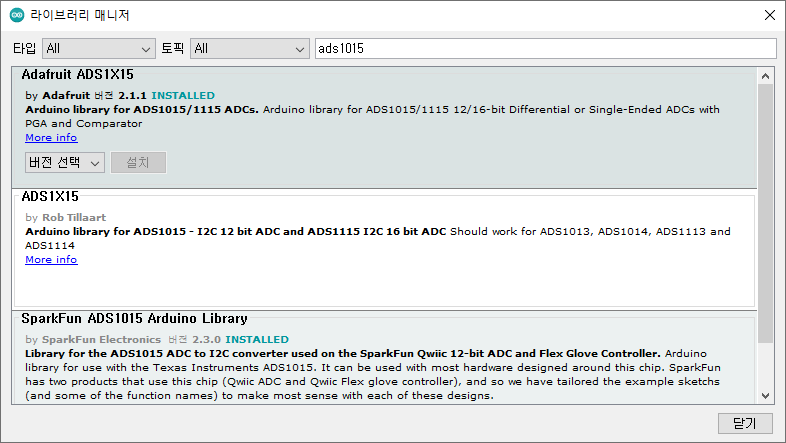 라이브러리 매니저
타입 All 토픽 All ads1015
Adafruit ADS1X15
by Adafruit 버전 2.1.1 INSTALLED
Arduino library for ADS1015/1115 ADCs. Arduino library for ADS1015/1115 12/16-bit Differential or Single-Ended ADCs with
PGA and Comparator
More info
버전 선택 설치
ADS1X15
by Rob Tillaart
Arduino library for ADS1015 - I2C 12 bit ADC and ADS1115 I2C 16 bit ADC Should work for ADS1013, ADS1014, ADS1113 and
ADS1114
More info
SparkFun ADS1015 Arduino Library
by SparkFun Electronics 버전 2.3.0 INSTALLED
Library for the ADS1015 ADC to I2C converter used on the SparkFun Qwiic 12-bit ADC and Flex Glove Controller. Arduino
library for use with the Texas Instruments ADS1015. It can be used with most hardware designed around this chip. SparkFun
has two products that use this chip (Qwiic ADC and Qwiic Flex glove controller), and so we have tailored the example sketchs
(and some of the function names) to make most sense with each of these designs.
닫기